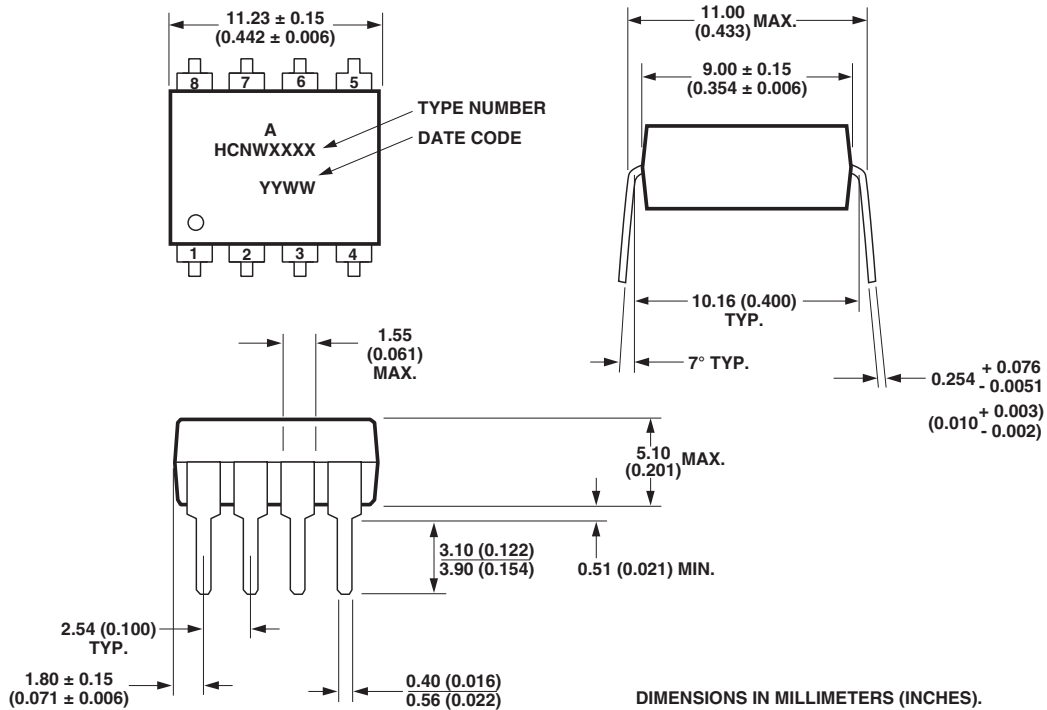 11.23 ± 0.15
(0.442 ± 0.006)
8 7 6 5
A
HCNWXXXX
YYWW
TYPE NUMBER
DATE CODE
1 2 3 4
11.00
(0.433) MAX.
9.00 ± 0.15
(0.354 ± 0.006)
10.16 (0.400)
TYP.
7° TYP.
0.254 + 0.076
- 0.0051
(0.010 + 0.003)
- 0.002)
1.55
(0.061)
MAX.
5.10
(0.201) MAX.
3.10 (0.122)
3.90 (0.154)
0.51 (0.021) MIN.
2.54 (0.100)
TYP.
1.80 ± 0.15
(0.071 ± 0.006)
0.40 (0.016)
0.56 (0.022)
DIMENSIONS IN MILLIMETERS (INCHES).